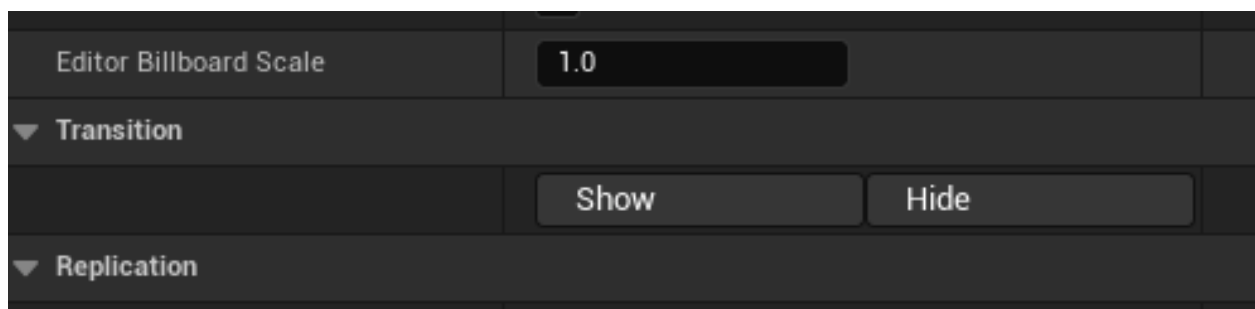 Editor Billboard Scale
1.0
Transition
Show
Hide
Replication